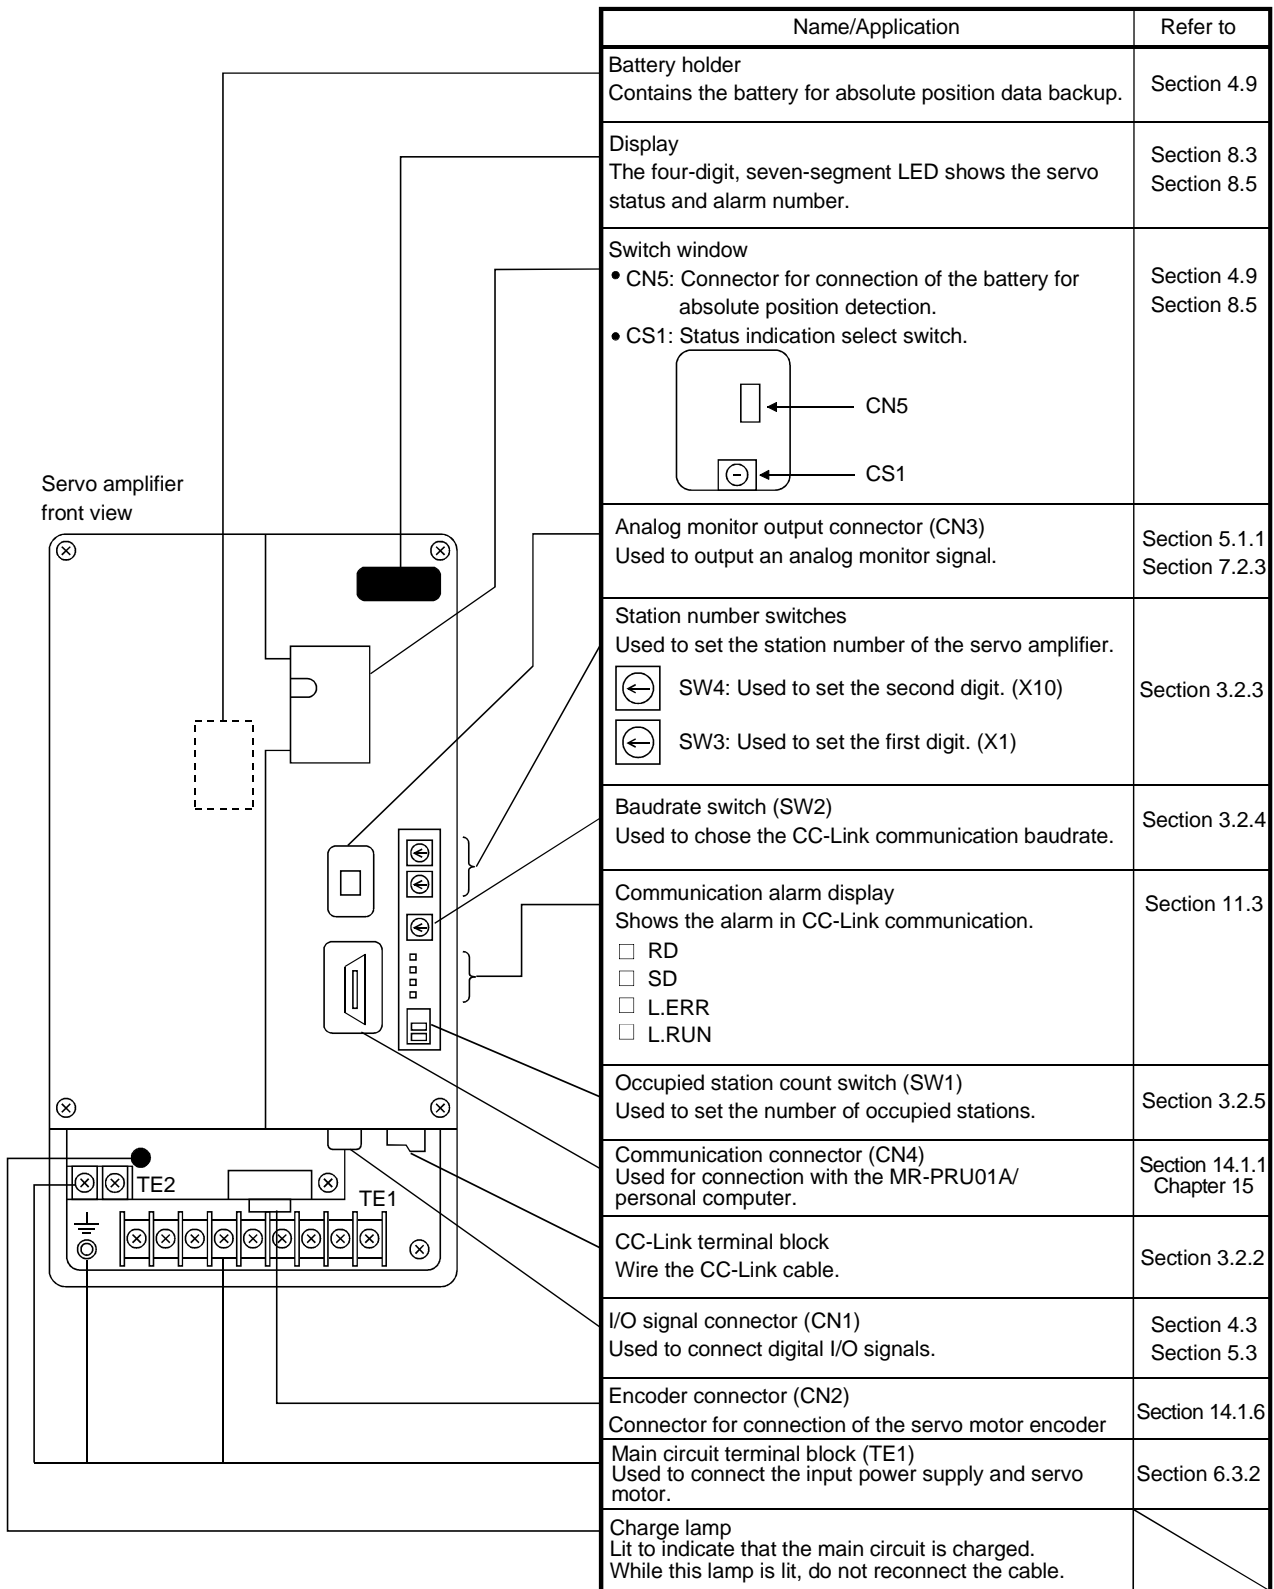 Name/Application
Refer to
Battery holder
Contains the battery for absolute position data backup.
Section 4.9
Display
The four-digit, seven-segment LED shows the servo
status and alarm number.
Section 8.3
Section 8.5
Switch window
• CN5: Connector for connection of the battery for
absolute position detection.
• CS1: Status indication select switch.
CN5
CS1
Section 4.9
Section 8.5
Servo amplifier
front view
Analog monitor output connector (CN3)
Used to output an analog monitor signal.
Section 5.1.1
Section 7.2.3
Station number switches
Used to set the station number of the servo amplifier.
SW4: Used to set the second digit. (X10)
SW3: Used to set the first digit. (X1)
Section 3.2.3
Baudrate switch (SW2)
Used to chose the CC-Link communication baudrate.
Section 3.2.4
Communication alarm display
Shows the alarm in CC-Link communication.
□ RD
□ SD
□ L.ERR
□ L.RUN
Section 11.3
Occupied station count switch (SW1)
Used to set the number of occupied stations.
Section 3.2.5
Communication connector (CN4)
Used for connection with the MR-PRU01A/
personal computer.
Section 14.1.1
Chapter 15
TE2
TE1
CC-Link terminal block
Wire the CC-Link cable.
Section 3.2.2
I/O signal connector (CN1)
Used to connect digital I/O signals.
Section 4.3
Section 5.3
Encoder connector (CN2)
Connector for connection of the servo motor encoder
Section 14.1.6
Main circuit terminal block (TE1)
Used to connect the input power supply and servo
motor.
Section 6.3.2
Charge lamp
Lit to indicate that the main circuit is charged.
While this lamp is lit, do not reconnect the cable.